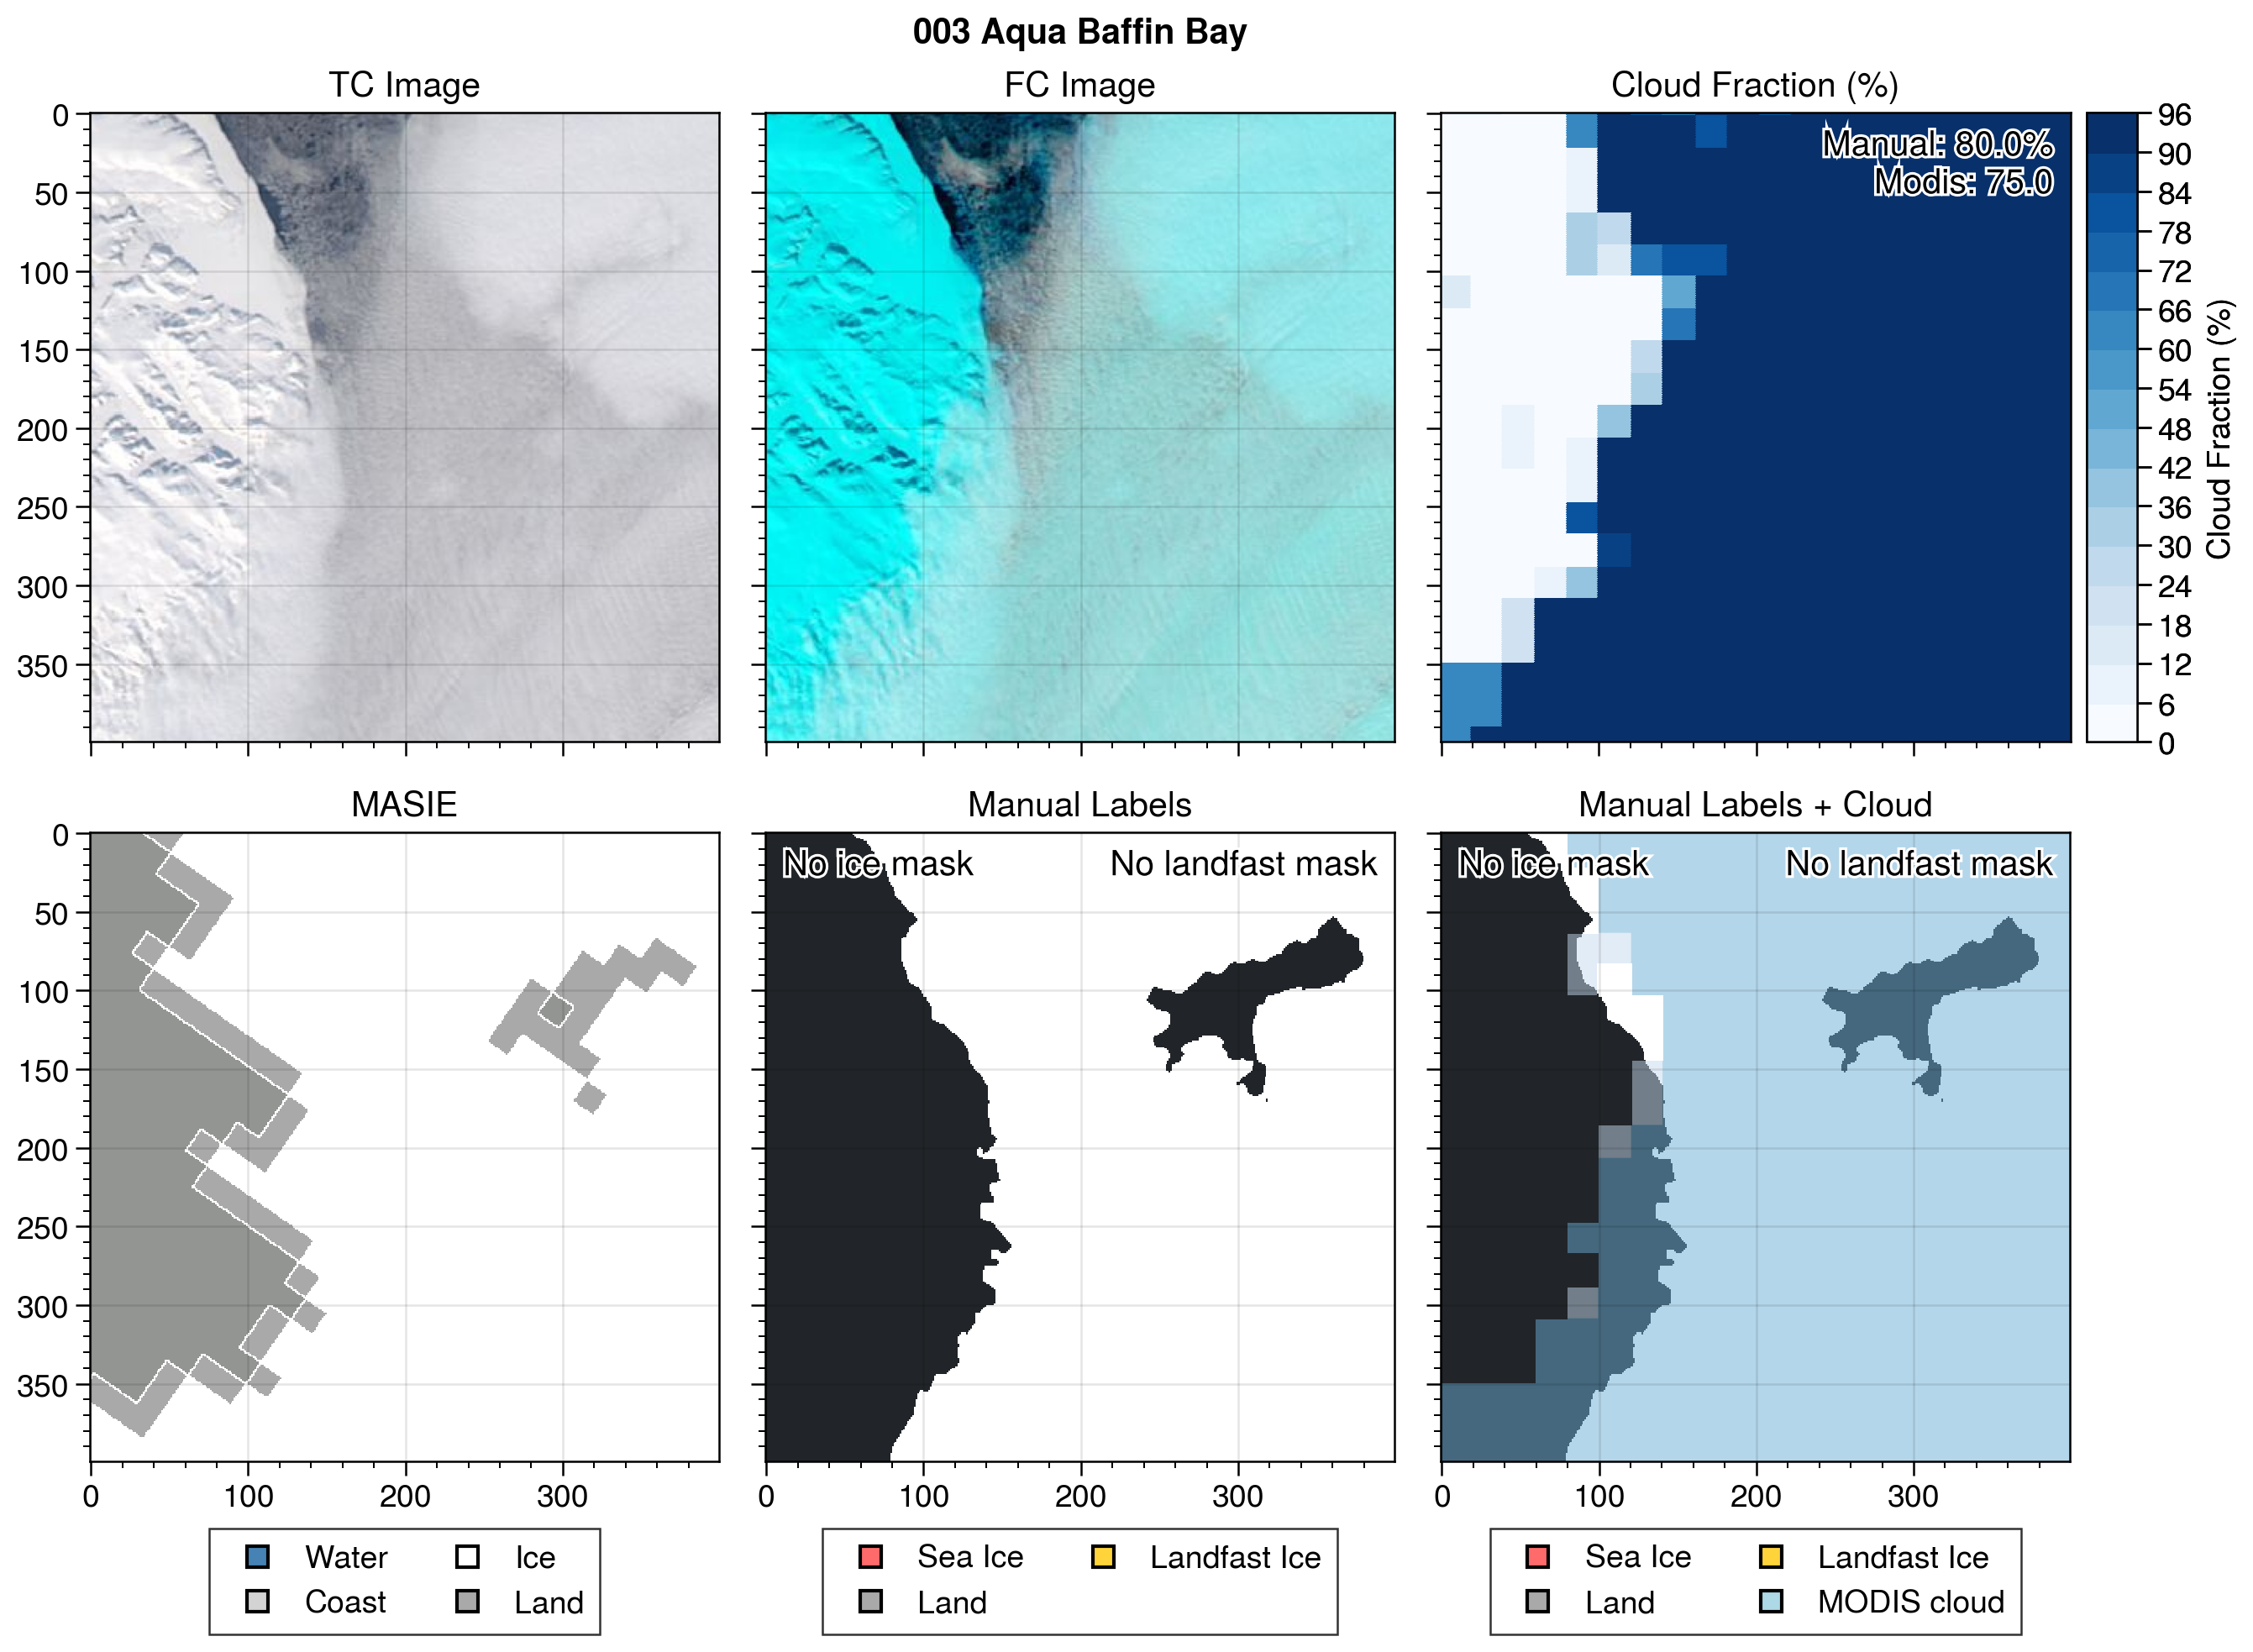 003 Aqua Baffin Bay
TC Image
FC Image
Cloud Fraction (%)
0
50
100
150
200
250
300
350
Manual: 80.0%
Modis: 75.0
96
90
84
78
72
66
60
54
48
42
36
30
24
18
12
6
0
Cloud Fraction (%)
MASIE
Manual Labels
Manual Labels + Cloud
0
50
100
150
200
250
300
350
No ice mask
No landfast mask
No ice mask
No landfast mask
0 100 200 300
0 100 200 300
0 100 200 300
Water Ice
Coast Land
Sea Ice Landfast Ice
Land
Sea Ice Landfast Ice
Land MODIS cloud